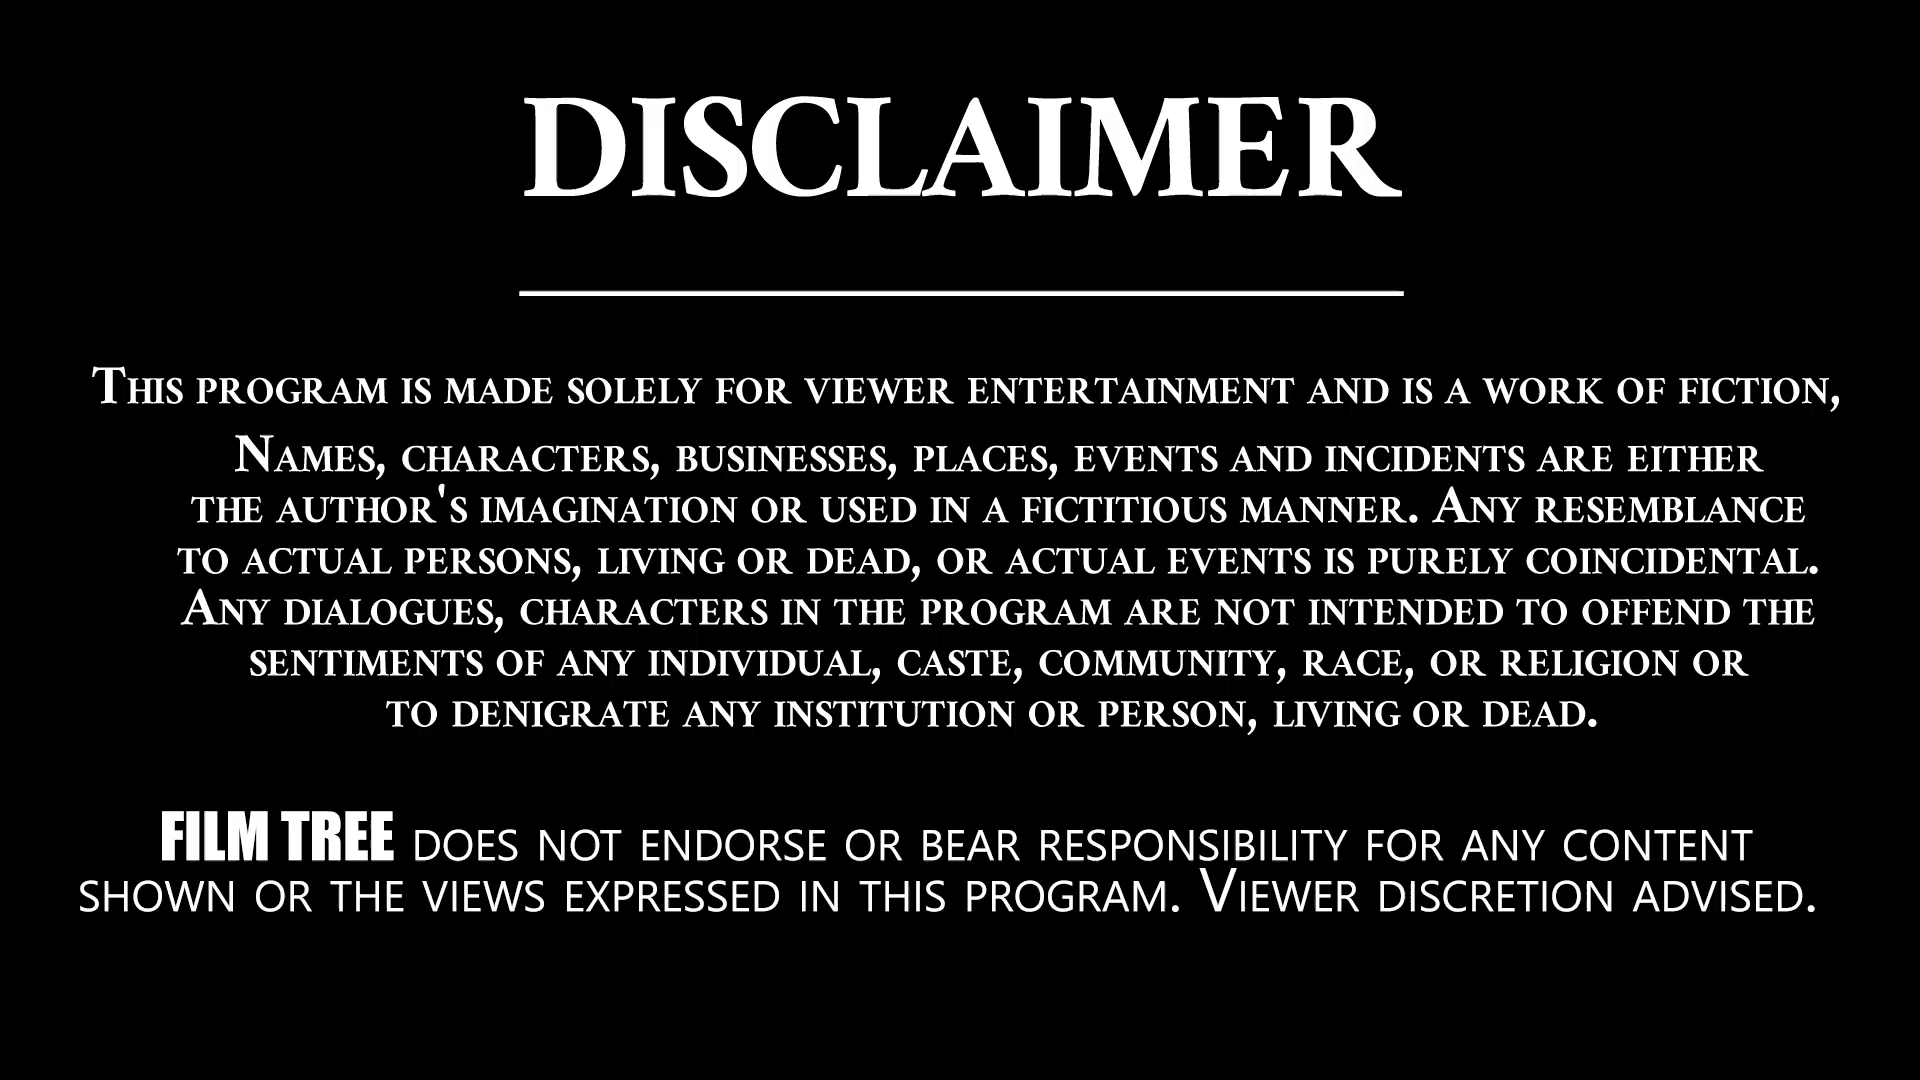 DISCLAIMER
This program is made solely for viewer entertainment and is a work of fiction,
Names, characters, businesses, places, events and incidents are either
the author's imagination or used in a fictitious manner. Any resemblance
to actual persons, living or dead, or actual events is purely coincidental.
Any dialogues, characters in the program are not intended to offend the
sentiments of any individual, caste, community, race, or religion or
to denigrate any institution or person, living or dead.
FILM TREE does not endorse or bear responsibility for any content
shown or the views expressed in this program. Viewer discretion advised.